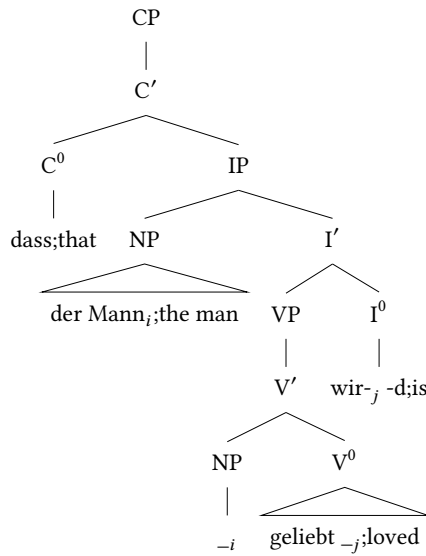 CP
C′
C⁰ IP
dass;that NP I′
der Mannᵢ;the man VP I⁰
V′ wir-_ⱼ -d;is
NP V⁰
_ᵢ geliebt _ⱼ;loved